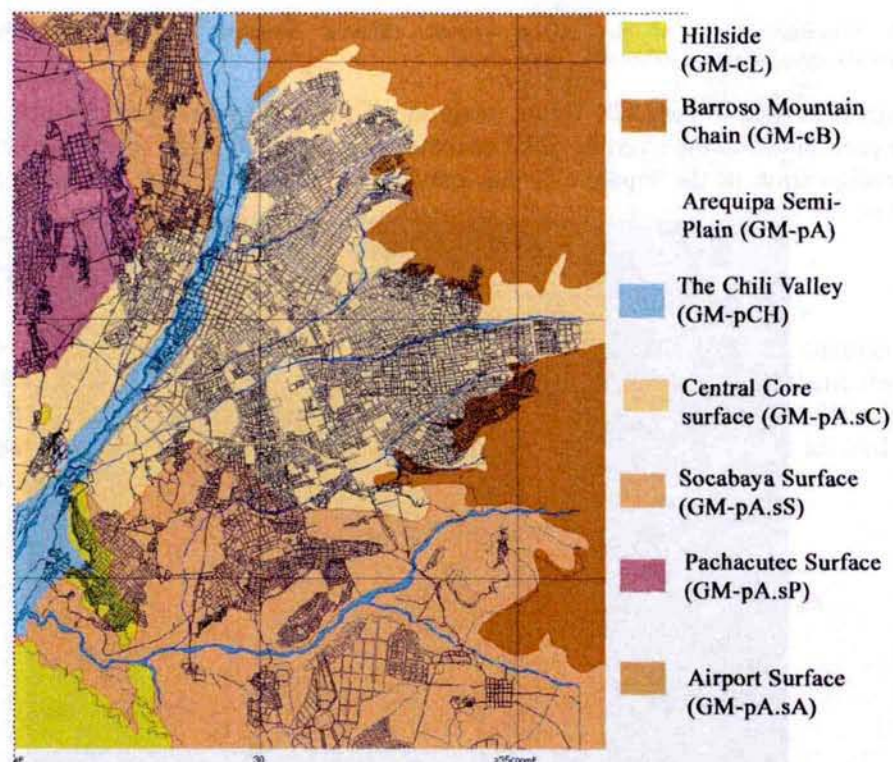 Hillside
(GM-cL)
Barroso Mountain
Chain (GM-cB)
Arequipa Semi-
Plain (GM-pA)
The Chili Valley
(GM-pCH)
Central Core
surface (GM-pA.sC)
Socabaya Surface
(GM-pA.sS)
Pachacutec Surface
(GM-pA.sP)
Airport Surface
(GM-pA.sA)
30